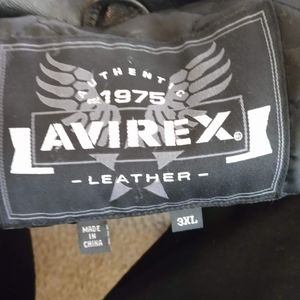 AUTHENTIC
1975
AVIREX®
- LEATHER -
MADE
IN
CHINA
3XL